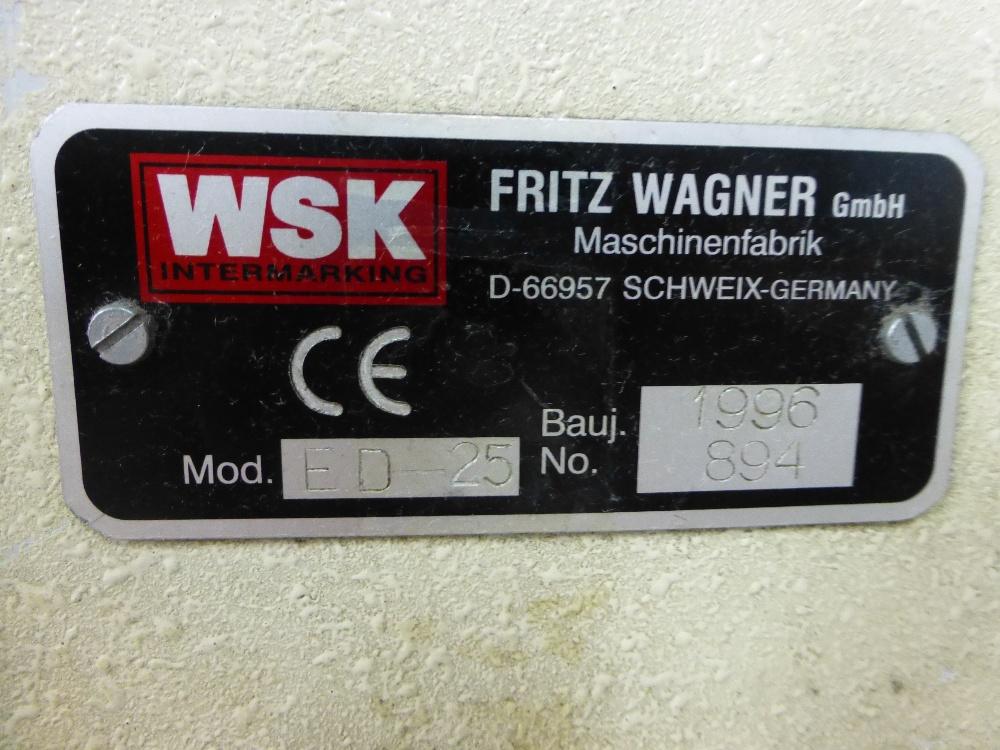 WSK
INTERMARKING
FRITZ WAGNER GmbH
Maschinenfabrik
D-66957 SCHWEIX-GERMANY
CE
Mod. ED-25
Bauj. 1996
No. 894